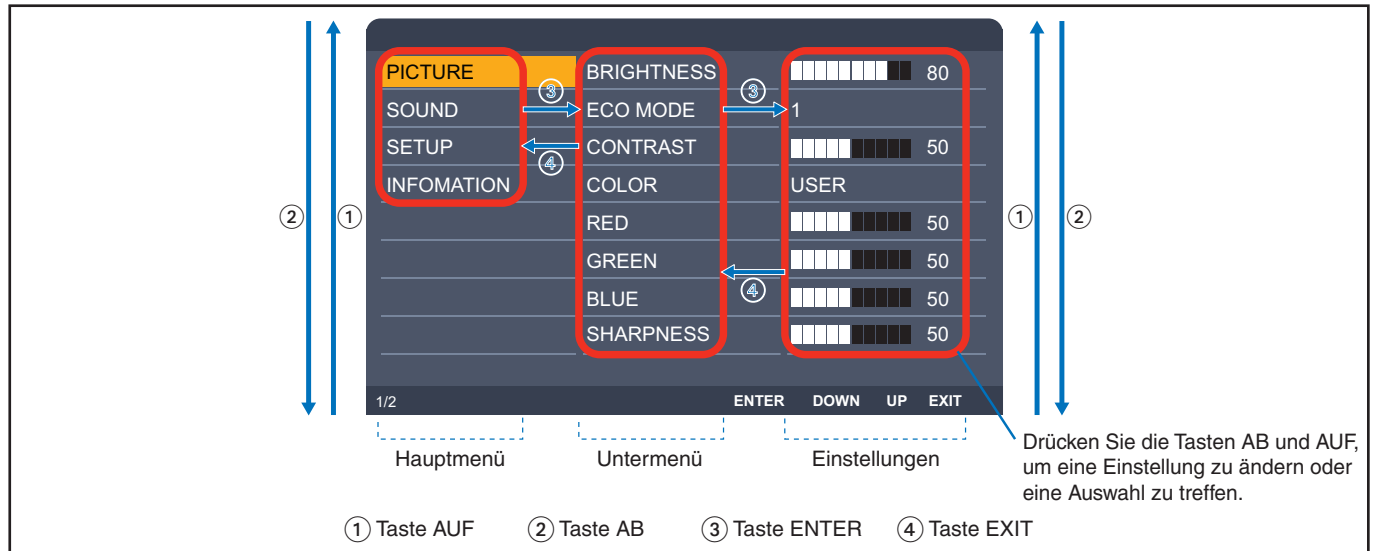 PICTURE BRIGHTNESS 80
③ ③
SOUND ECO MODE 1
SETUP CONTRAST 50
④
INFOMATION COLOR USER
② ① RED 50 ① ②
GREEN 50
④
BLUE 50
SHARPNESS 50
1/2 ENTER DOWN UP EXIT
Hauptmenü Untermenü Einstellungen
Drücken Sie die Tasten AB und AUF,
um eine Einstellung zu ändern oder
eine Auswahl zu treffen.
① Taste AUF ② Taste AB ③ Taste ENTER ④ Taste EXIT